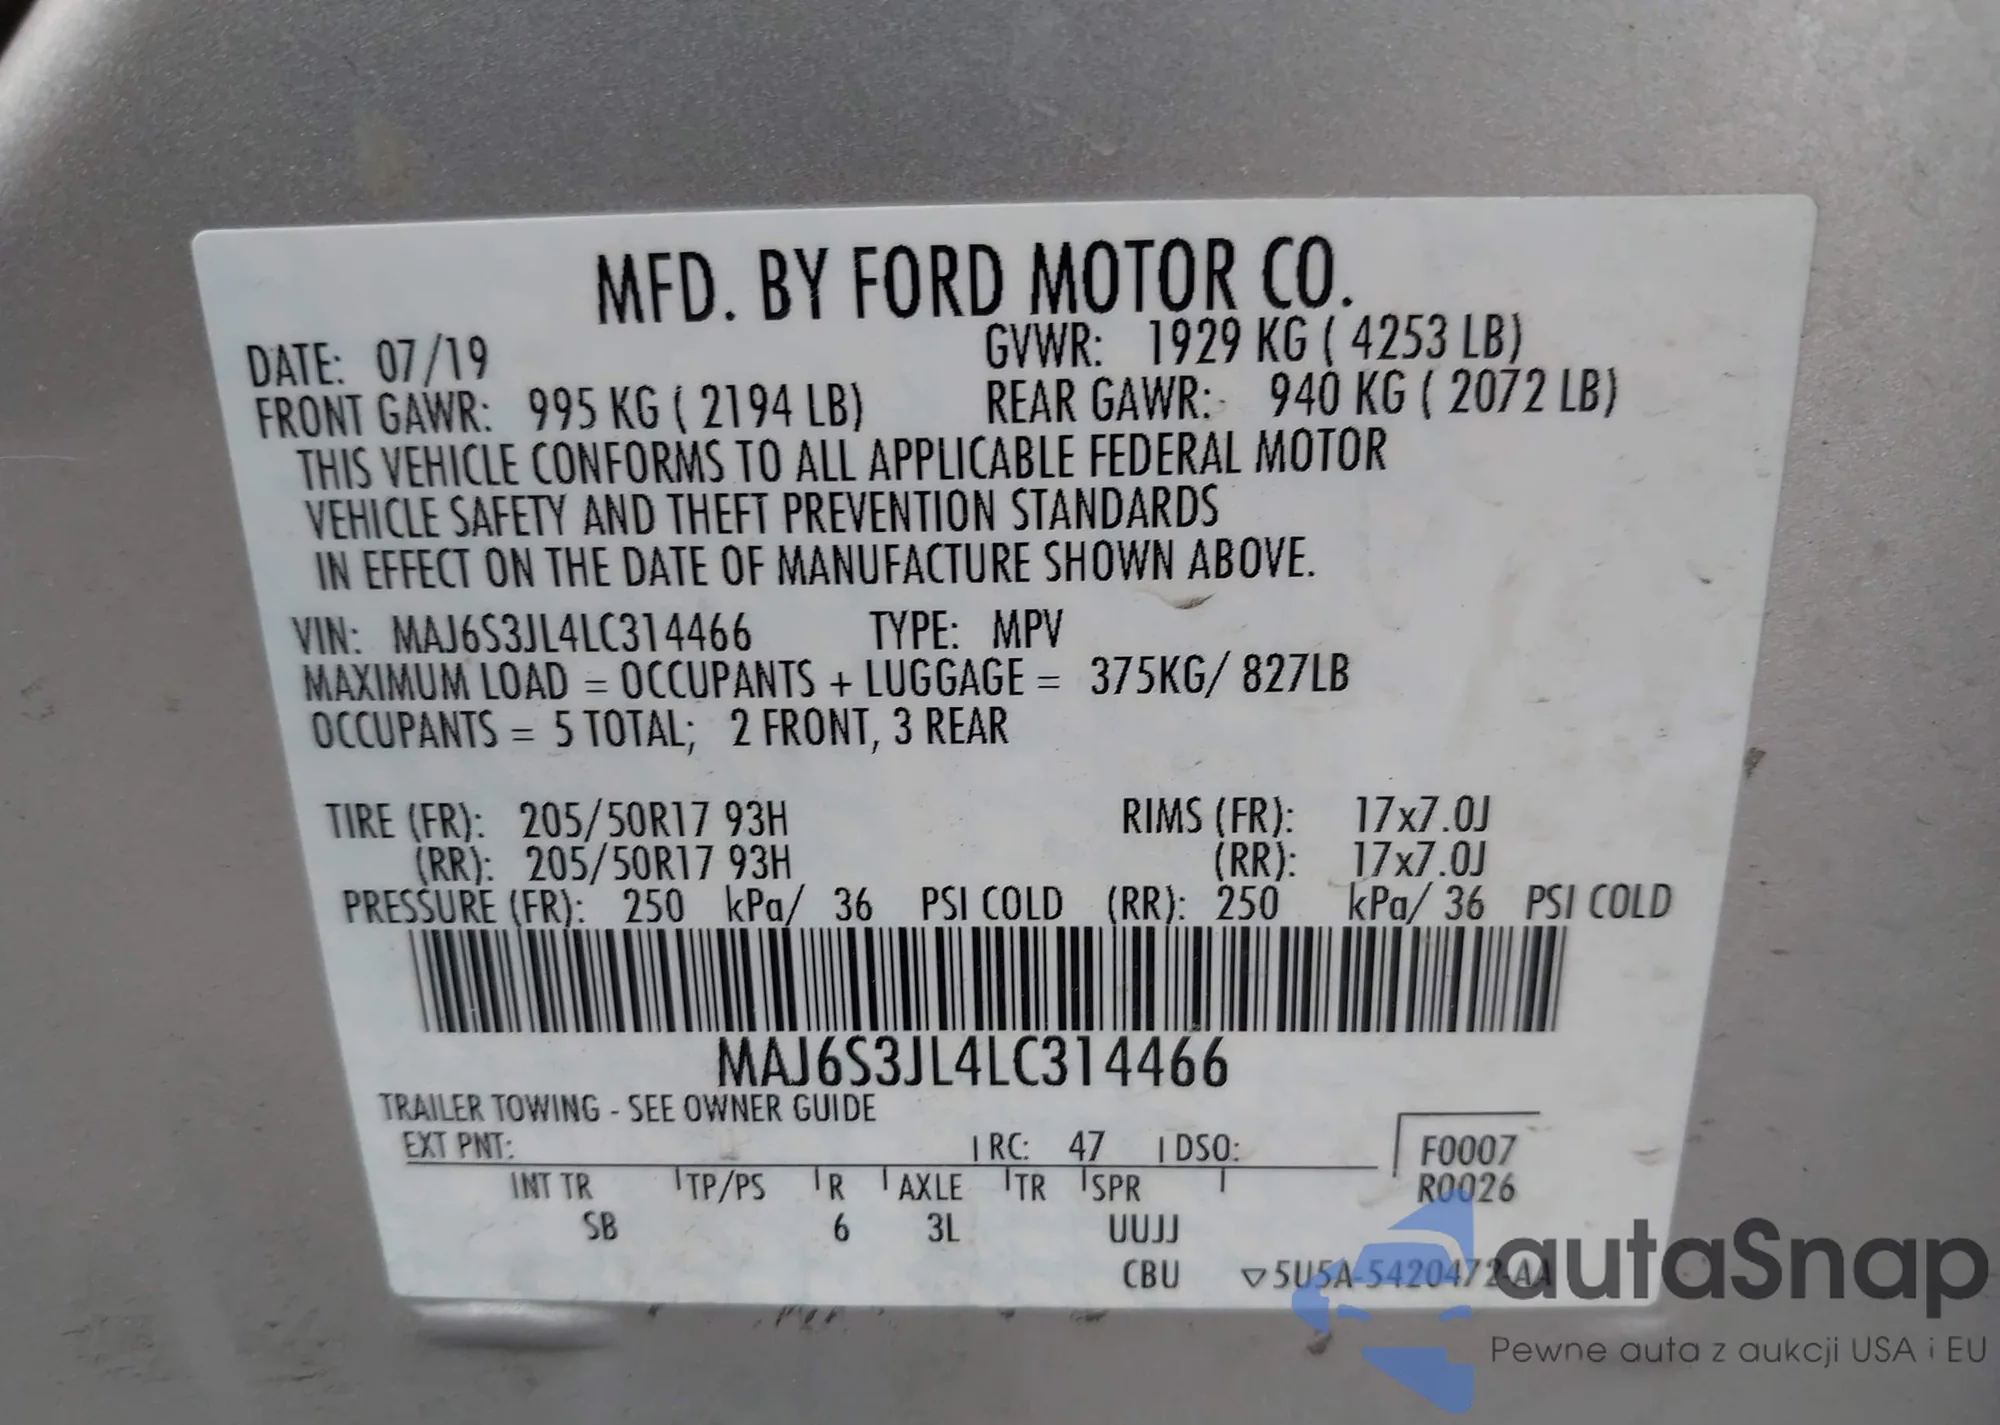 MFD. BY FORD MOTOR CO.
DATE: 07/19 GVWR: 1929 KG ( 4253 LB)
FRONT GAWR: 995 KG ( 2194 LB) REAR GAWR: 940 KG ( 2072 LB)
THIS VEHICLE CONFORMS TO ALL APPLICABLE FEDERAL MOTOR
VEHICLE SAFETY AND THEFT PREVENTION STANDARDS
IN EFFECT ON THE DATE OF MANUFACTURE SHOWN ABOVE.
VIN: MAJ6S3JL4LC314466 TYPE: MPV
MAXIMUM LOAD = OCCUPANTS + LUGGAGE = 375KG/ 827LB
OCCUPANTS = 5 TOTAL; 2 FRONT, 3 REAR
TIRE (FR): 205/50R17 93H RIMS (FR): 17x7.0J
(RR): 205/50R17 93H (RR): 17x7.0J
PRESSURE (FR): 250 kPa/ 36 PSI COLD (RR): 250 kPa/ 36 PSI COLD
MAJ6S3JL4LC314466
TRAILER TOWING - SEE OWNER GUIDE
EXT PNT: RC: 47 DSO: F0007
INT TR TP/PS R AXLE TR SPR R0026
SB 6 3L UUJJ
CBU ▽5U5A-5420472-AA
autaSnap
Pewne auta z aukcji USA i EU